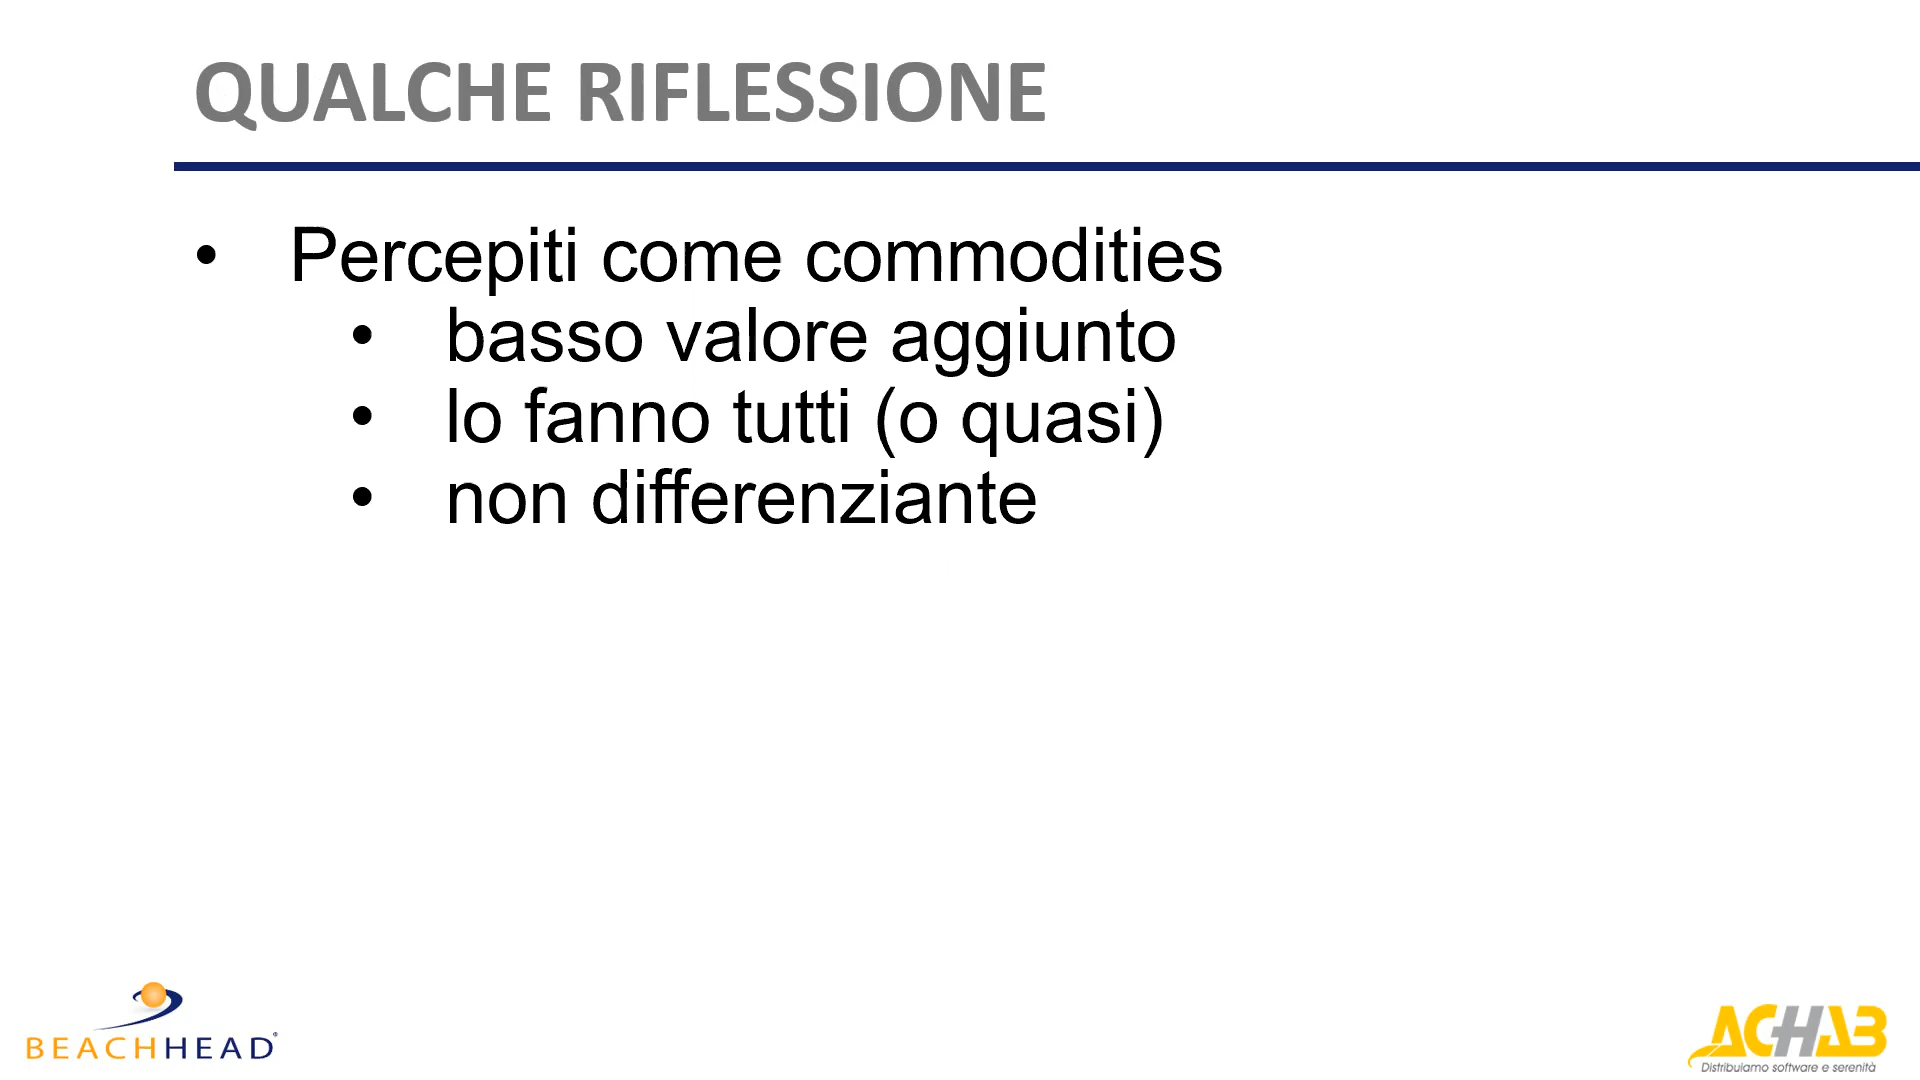 QUALCHE RIFLESSIONE
• Percepiti come commodities
• basso valore aggiunto
• lo fanno tutti (o quasi)
• non differenziante
BEACHHEAD®
ACHAB
Distribuiamo software e serenità